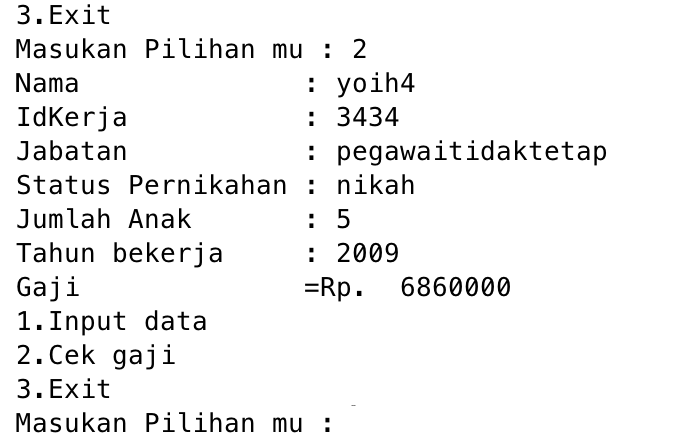 3.Exit
Masukan Pilihan mu : 2
Nama              : yoih4
IdKerja           : 3434
Jabatan           : pegawaitidaktetap
Status Pernikahan : nikah
Jumlah Anak       : 5
Tahun bekerja     : 2009
Gaji              =Rp.  6860000
1.Input data
2.Cek gaji
3.Exit
Masukan Pilihan mu :